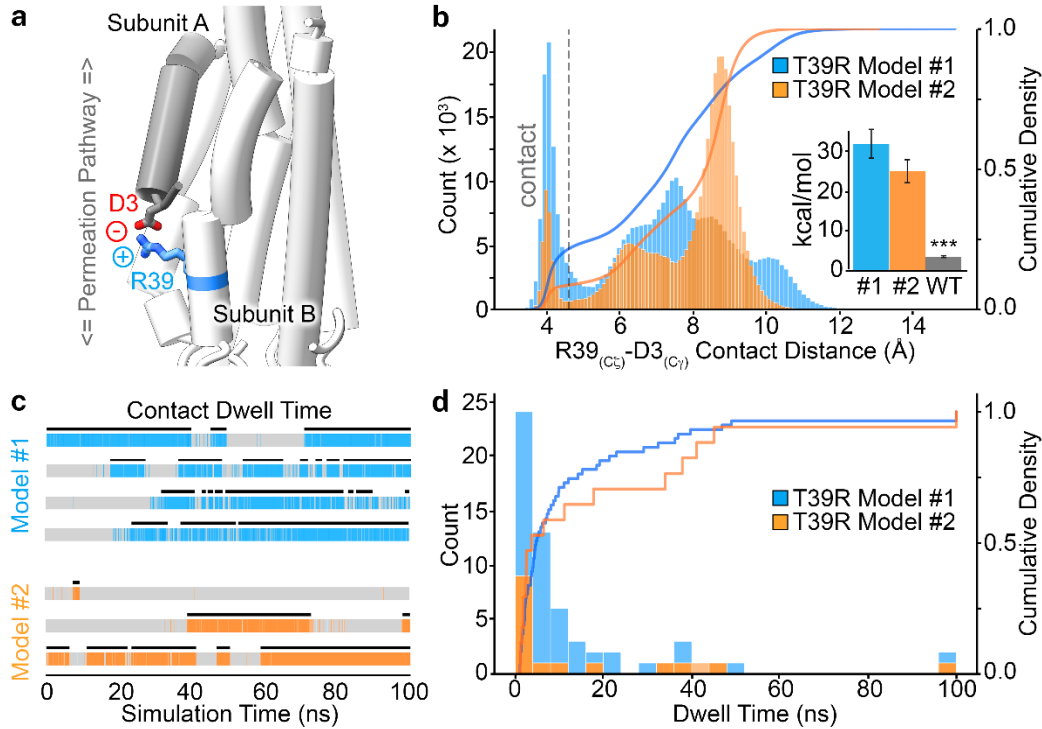 a
Subunit A
<= Permeation Pathway =>
D3
-
+
R39
Subunit B
b
20
15
10
5
0
Count (x 10³)
contact
T39R Model #1
T39R Model #2
1.0
0.5
0.0
Cumulative Density
kcal/mol
30
20
10
0
***
#1 #2 WT
4 6 8 10 12 14
R39(Cζ)-D3(Cγ) Contact Distance (Å)
c
Contact Dwell Time
Model #1
Model #2
0 20 40 60 80 100
Simulation Time (ns)
d
25
20
15
10
5
0
Count
T39R Model #1
T39R Model #2
1.0
0.5
0.0
Cumulative Density
0 20 40 60 80 100
Dwell Time (ns)